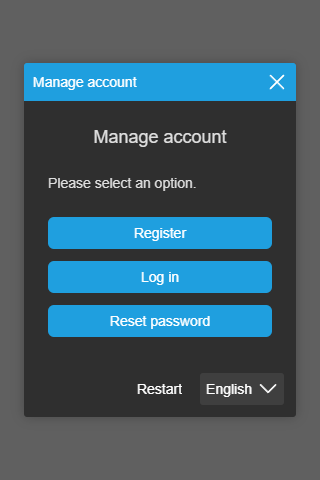 Manage account
Manage account
Please select an option.
Register
Log in
Reset password
Restart
English